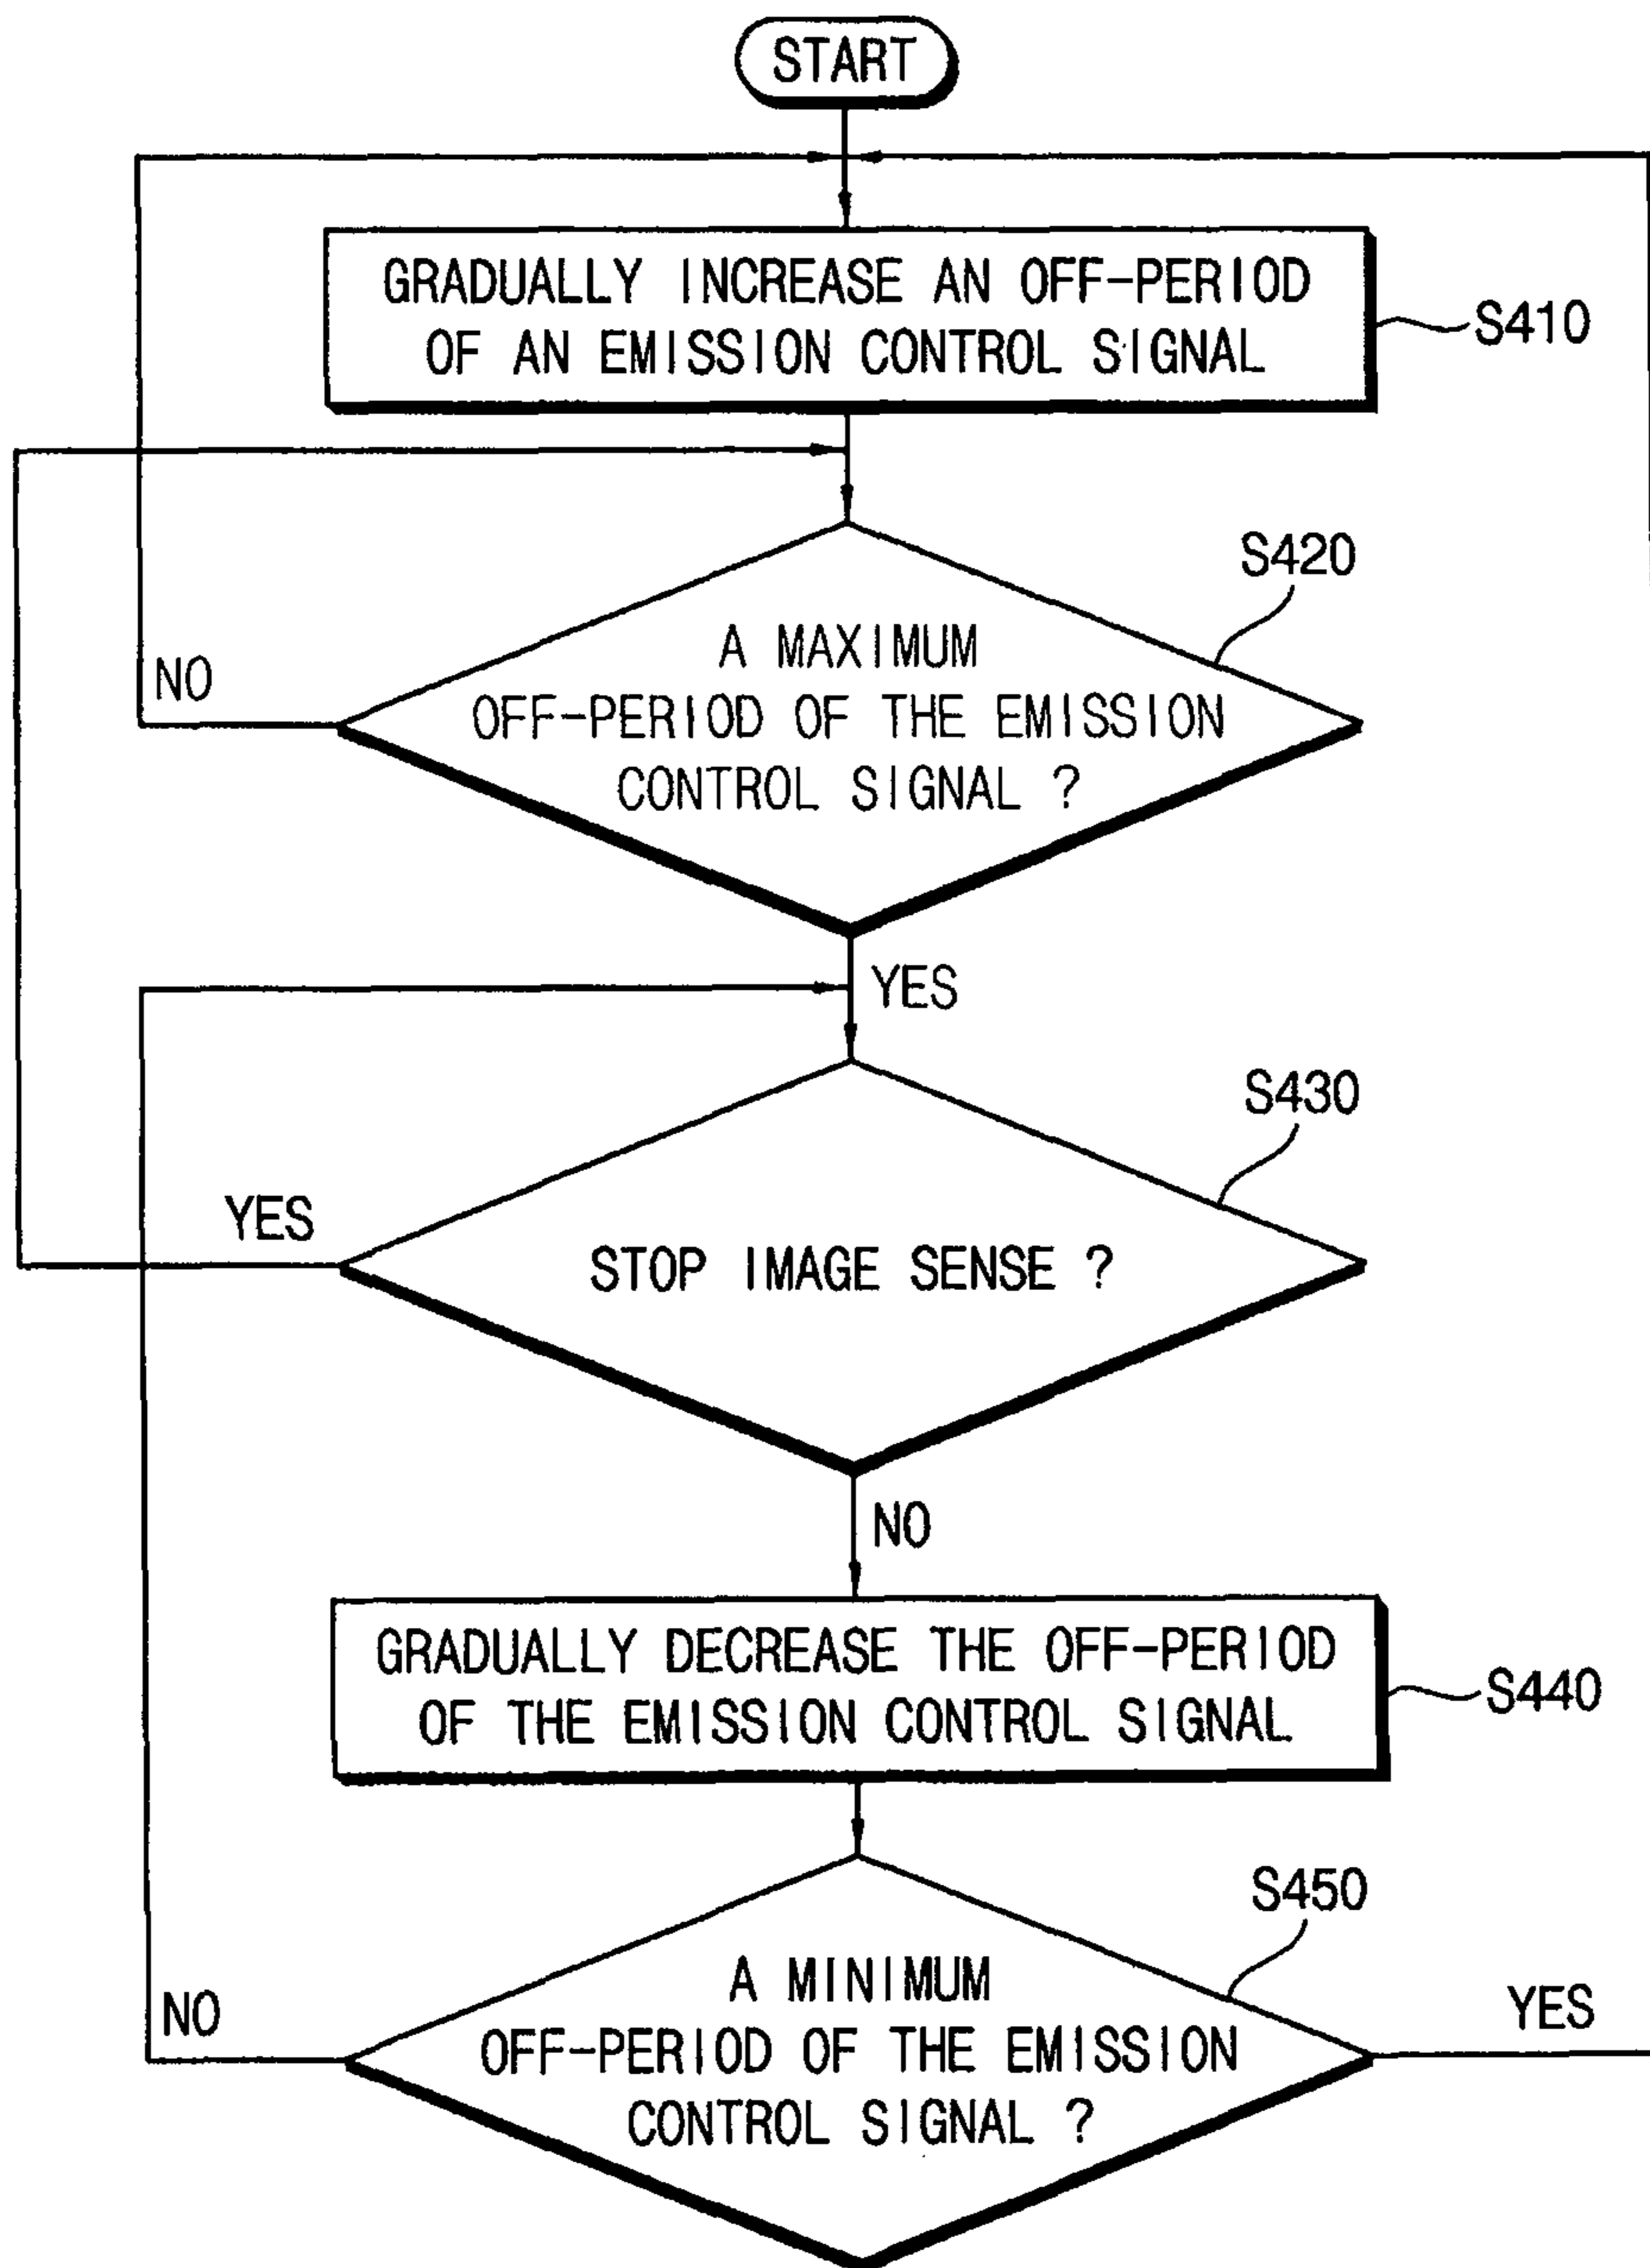 START
GRADUALLY INCREASE AN OFF-PERIOD
OF AN EMISSION CONTROL SIGNAL
S410
S420
A MAXIMUM
OFF-PERIOD OF THE EMISSION
CONTROL SIGNAL ?
NO
YES
S430
YES
STOP IMAGE SENSE ?
NO
GRADUALLY DECREASE THE OFF-PERIOD
OF THE EMISSION CONTROL SIGNAL
S440
S450
A MINIMUM
OFF-PERIOD OF THE EMISSION
CONTROL SIGNAL ?
NO
YES